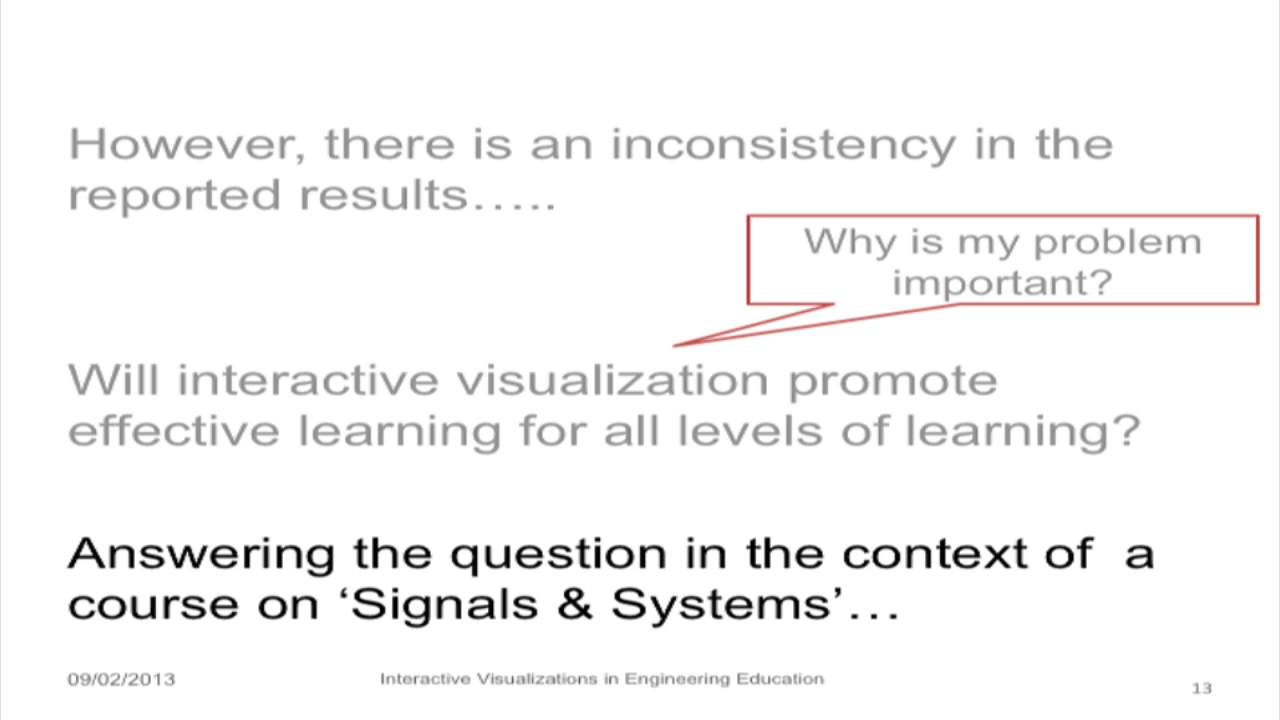 However, there is an inconsistency in the
reported results…..
Why is my problem
important?
Will interactive visualization promote
effective learning for all levels of learning?
Answering the question in the context of  a
course on ‘Signals & Systems’…
09/02/2013
Interactive Visualizations in Engineering Education
13